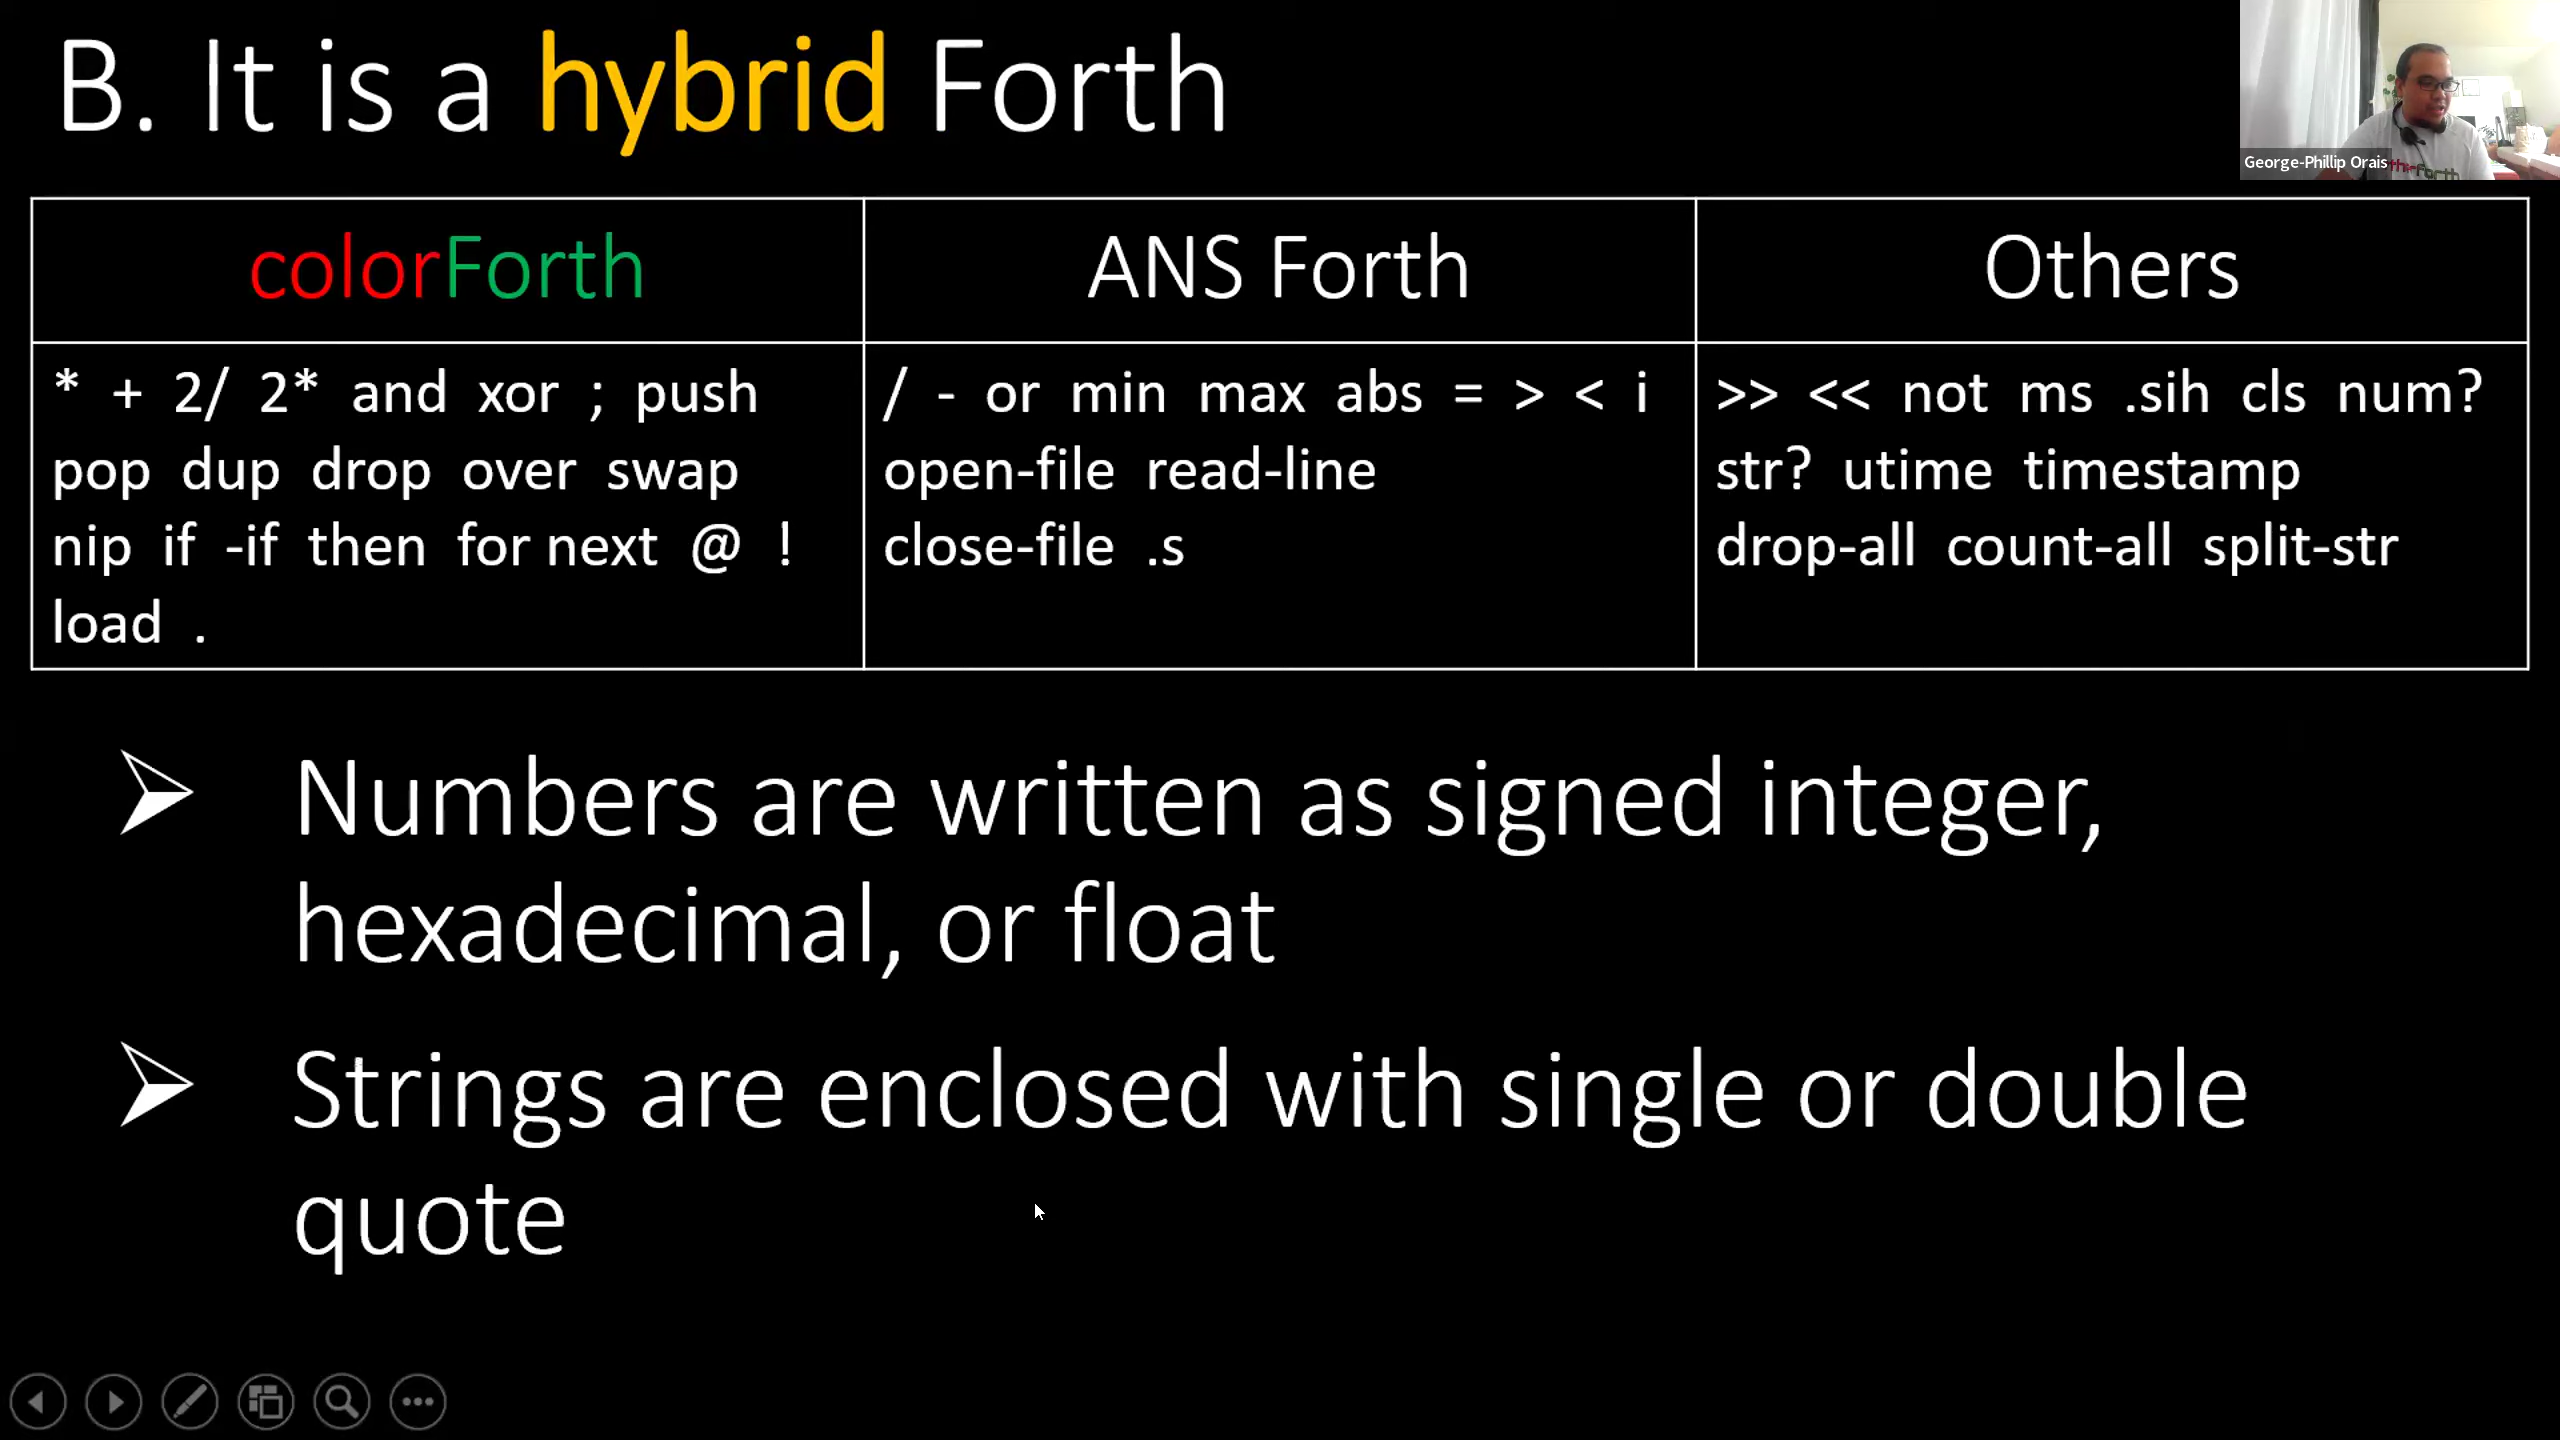 B. It is a hybrid Forth
George-Phillip Orais
colorForth
ANS Forth
Others
* + 2/ 2* and xor ; push
pop dup drop over swap
nip if -if then for next @ !
load .
/ - or min max abs = > < i
open-file read-line
close-file .s
>> << not ms .sih cls num?
str? utime timestamp
drop-all count-all split-str
Numbers are written as signed integer,
hexadecimal, or float
Strings are enclosed with single or double
quote